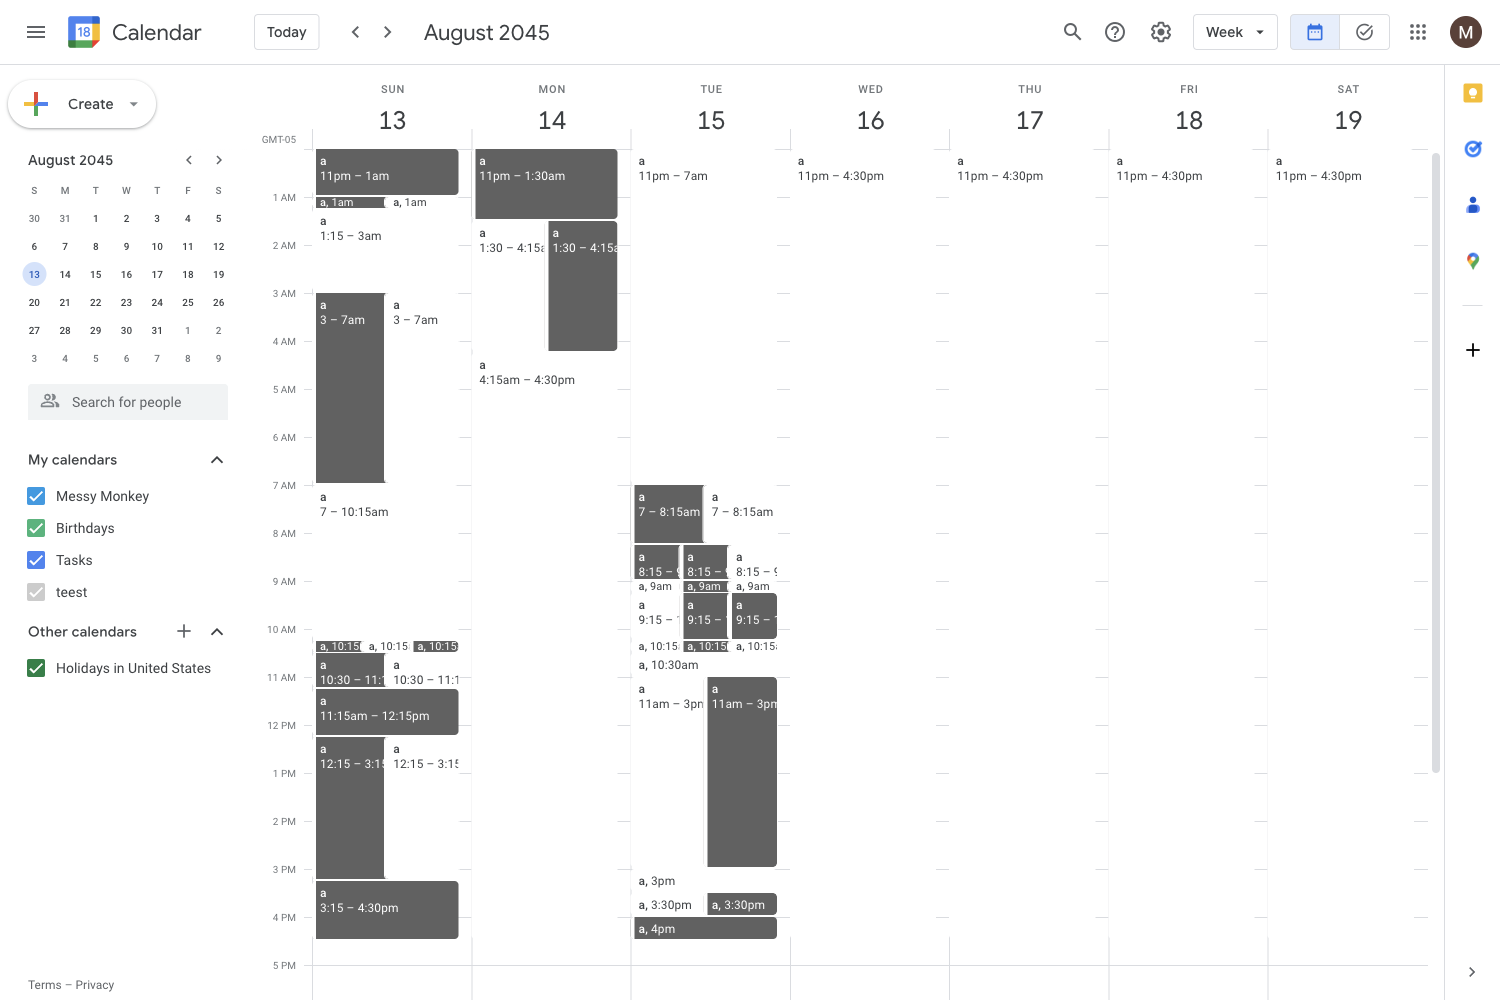 18 Calendar
Today
August 2045
Week
M
Create
August 2045
S M T W T F S
30 31 1 2 3 4 5
6 7 8 9 10 11 12
13 14 15 16 17 18 19
20 21 22 23 24 25 26
27 28 29 30 31 1 2
3 4 5 6 7 8 9
Search for people
My calendars
Messy Monkey
Birthdays
Tasks
teest
Other calendars
Holidays in United States
Terms – Privacy
SUN MON TUE WED THU FRI SAT
13 14 15 16 17 18 19
GMT-05
1 AM
2 AM
3 AM
4 AM
5 AM
6 AM
7 AM
8 AM
9 AM
10 AM
11 AM
12 PM
1 PM
2 PM
3 PM
4 PM
5 PM
a
11pm – 1am
a, 1am
a, 1am
a
1:15 – 3am
a
3 – 7am
a
3 – 7am
a
7 – 10:15am
a, 10:15
a, 10:15
a, 10:15
a
10:30 – 11:1
a
10:30 – 11:1
a
11:15am – 12:15pm
a
12:15 – 3:15
a
12:15 – 3:15
a
3:15 – 4:30pm
a
11pm – 1:30am
a
1:30 – 4:15a
a
1:30 – 4:15a
a
4:15am – 4:30pm
a
11pm – 7am
a
7 – 8:15am
a
7 – 8:15am
a
8:15 – 9
a
8:15 – 9
a
8:15 – 9
a, 9am
a, 9am
a, 9am
a
9:15 – 1
a
9:15 –
a
9:15 – 1
a, 10:15
a, 10:15
a, 10:15
a, 10:30am
a
11am – 3pm
a
11am – 3pm
a, 3pm
a, 3:30pm
a, 3:30pm
a, 4pm
a
11pm – 4:30pm
a
11pm – 4:30pm
a
11pm – 4:30pm
a
11pm – 4:30pm